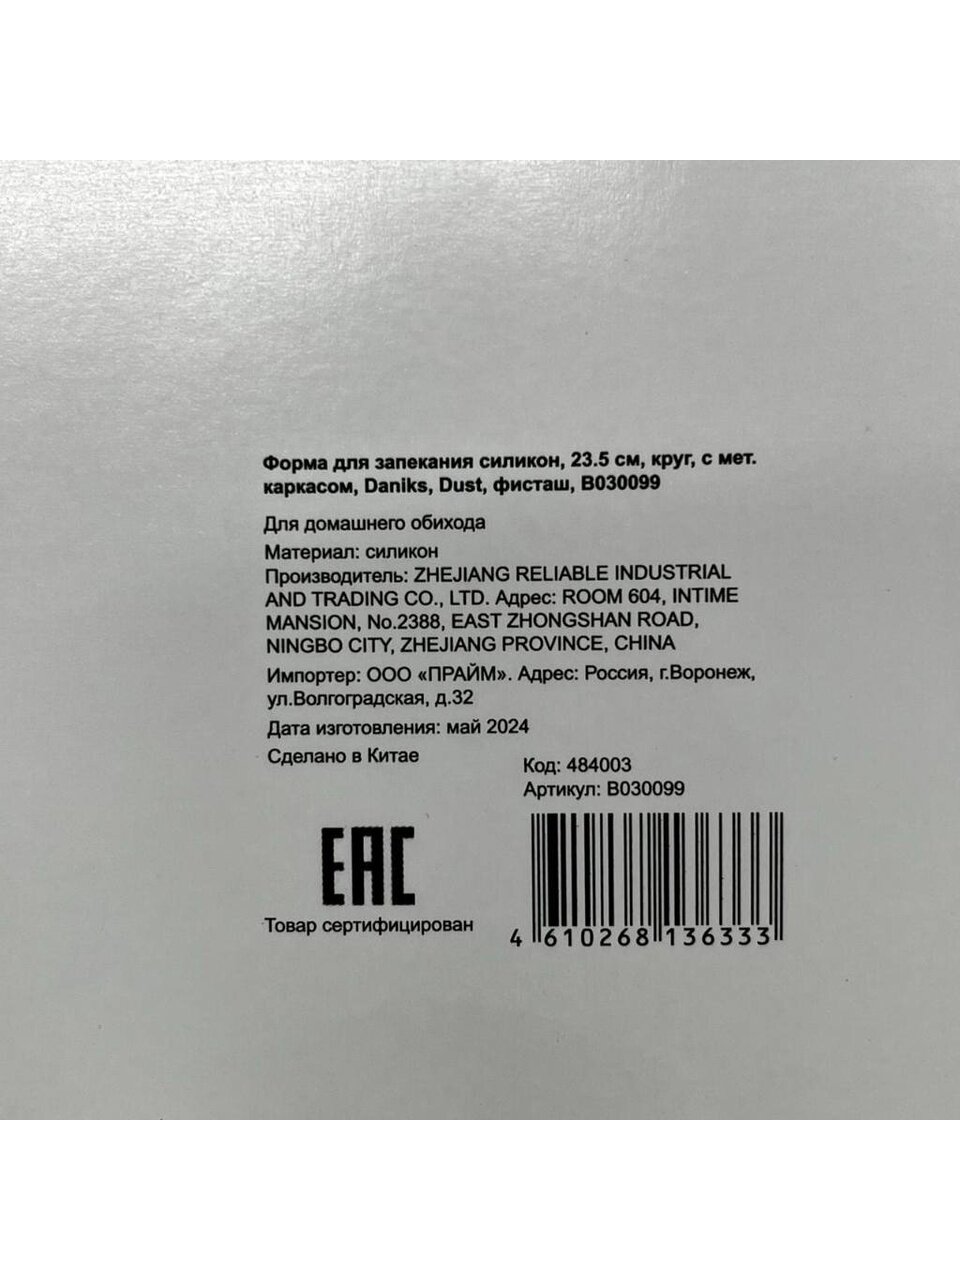 Форма для запекания силикон, 23.5 см, круг, с мет.
каркасом, Daniks, Dust, фисташ, B030099
Для домашнего обихода
Материал: силикон
Производитель: ZHEJIANG RELIABLE INDUSTRIAL
AND TRADING CO., LTD. Адрес: ROOM 604, INTIME
MANSION, No.2388, EAST ZHONGSHAN ROAD,
NINGBO CITY, ZHEJIANG PROVINCE, CHINA
Импортер: ООО «ПРАЙМ». Адрес: Россия, г.Воронеж,
ул.Волгоградская, д.32
Дата изготовления: май 2024
Сделано в Китае
Код: 484003
Артикул: B030099
EAC
Товар сертифицирован
4 610268 136333